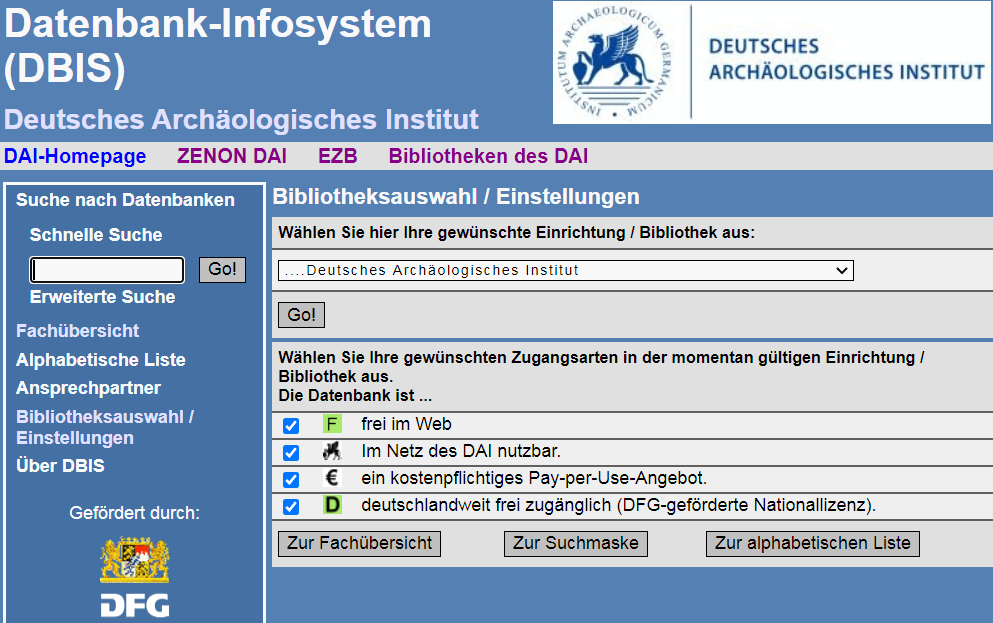 Datenbank-Infosystem
(DBIS)
Deutsches Archäologisches Institut
INSTITUTUM ARCHAEOLOGICUM GERMANICUM
DEUTSCHES
ARCHÄOLOGISCHES INSTITUT
DAI-Homepage ZENON DAI EZB Bibliotheken des DAI
Suche nach Datenbanken
Schnelle Suche
Go!
Erweiterte Suche
Fachübersicht
Alphabetische Liste
Ansprechpartner
Bibliotheksauswahl /
Einstellungen
Über DBIS
Gefördert durch:
DFG
Bibliotheksauswahl / Einstellungen
Wählen Sie hier Ihre gewünschte Einrichtung / Bibliothek aus:
....Deutsches Archäologisches Institut
Go!
Wählen Sie Ihre gewünschten Zugangsarten in der momentan gültigen Einrichtung /
Bibliothek aus.
Die Datenbank ist ...
F frei im Web
Im Netz des DAI nutzbar.
€ ein kostenpflichtiges Pay-per-Use-Angebot.
D deutschlandweit frei zugänglich (DFG-geförderte Nationallizenz).
Zur Fachübersicht Zur Suchmaske Zur alphabetischen Liste